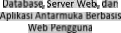 Database, Server Web, dan
Aplikasi Antarmuka Berbasis
Web Pengguna